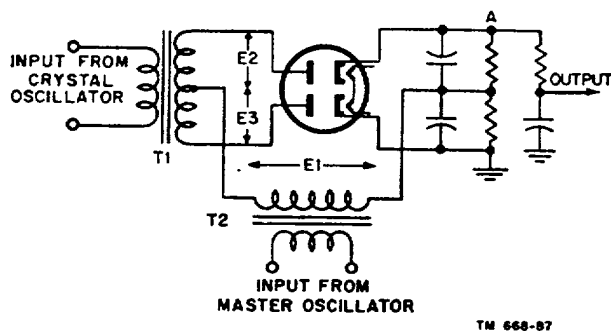 INPUT FROM
CRYSTAL
OSCILLATOR
T1
E2
E3
A
OUTPUT
E1
T2
INPUT FROM
MASTER OSCILLATOR
TM 668-87